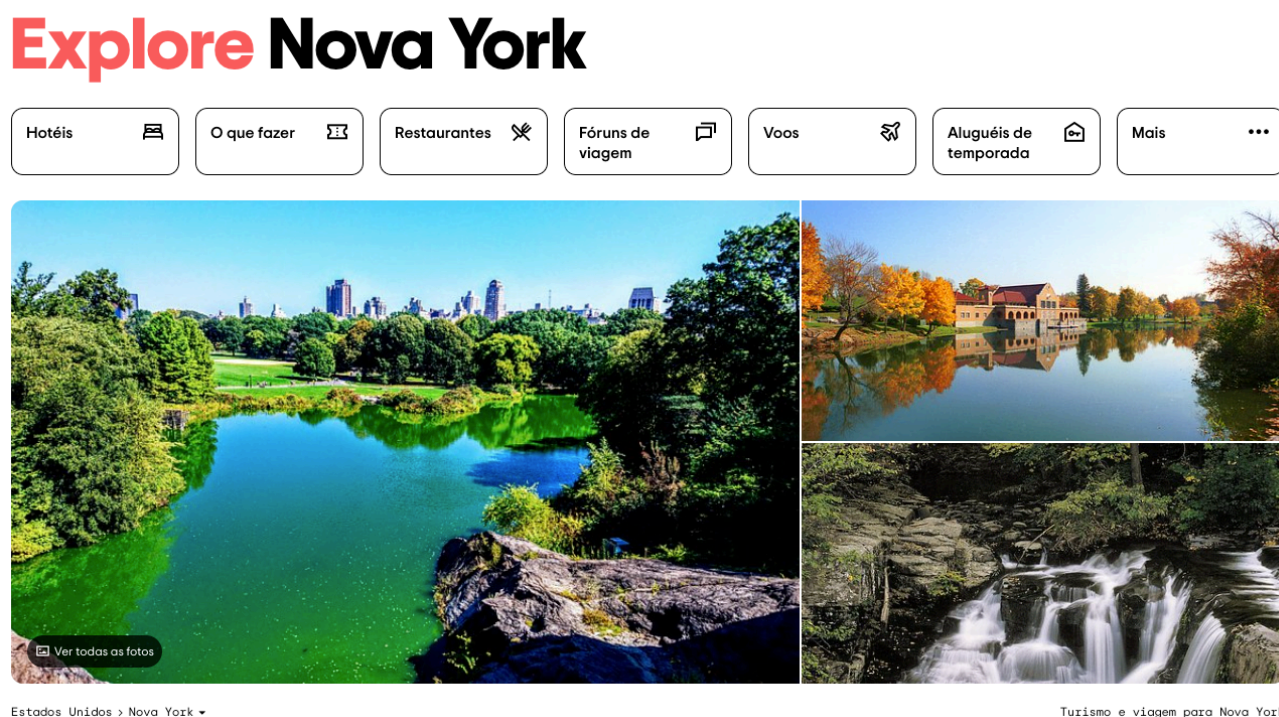 Explore Nova York
Hotéis
O que fazer
Restaurantes
Fóruns de
viagem
Voos
Aluguéis de
temporada
Mais
Ver todas as fotos
Estados Unidos > Nova York
Turismo e viagem para Nova York